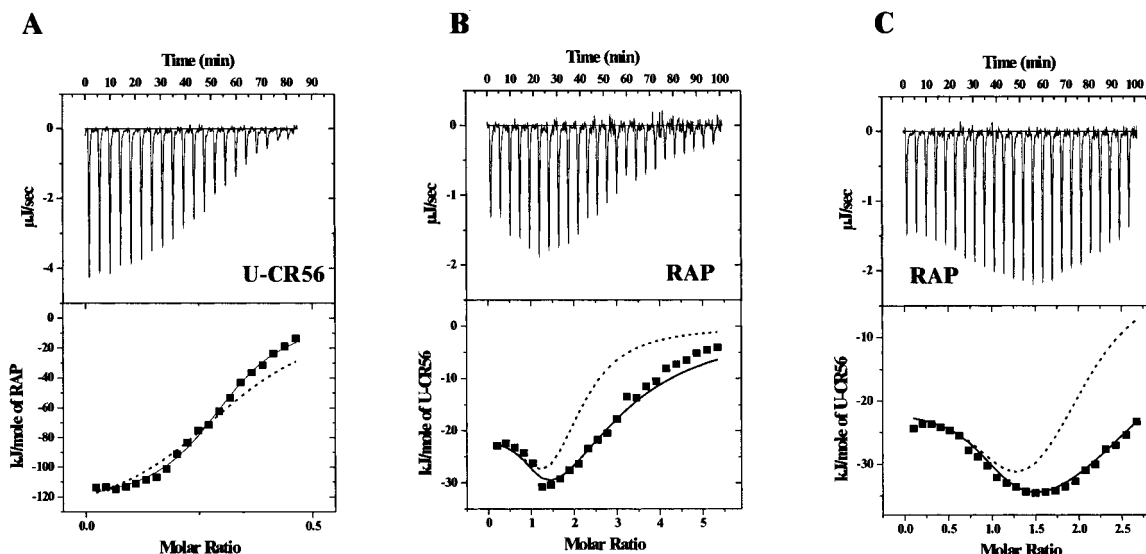 A
Time (min)
0 10 20 30 40 50 60 70 80 90
0
-2
-4
µJ/sec
U-CR56
0
-20
-40
-60
-80
-100
-120
kJ/mole of RAP
0.0 0.5
Molar Ratio
B
Time (min)
0 10 20 30 40 50 60 70 80 90 100
0
-1
-2
µJ/sec
RAP
0
-10
-20
-30
kJ/mole of U-CR56
0 1 2 3 4 5
Molar Ratio
C
Time (min)
0 10 20 30 40 50 60 70 80 90 100
0
-1
-2
µJ/sec
RAP
-10
-20
-30
kJ/mole of U-CR56
0.0 0.5 1.0 1.5 2.0 2.5
Molar Ratio